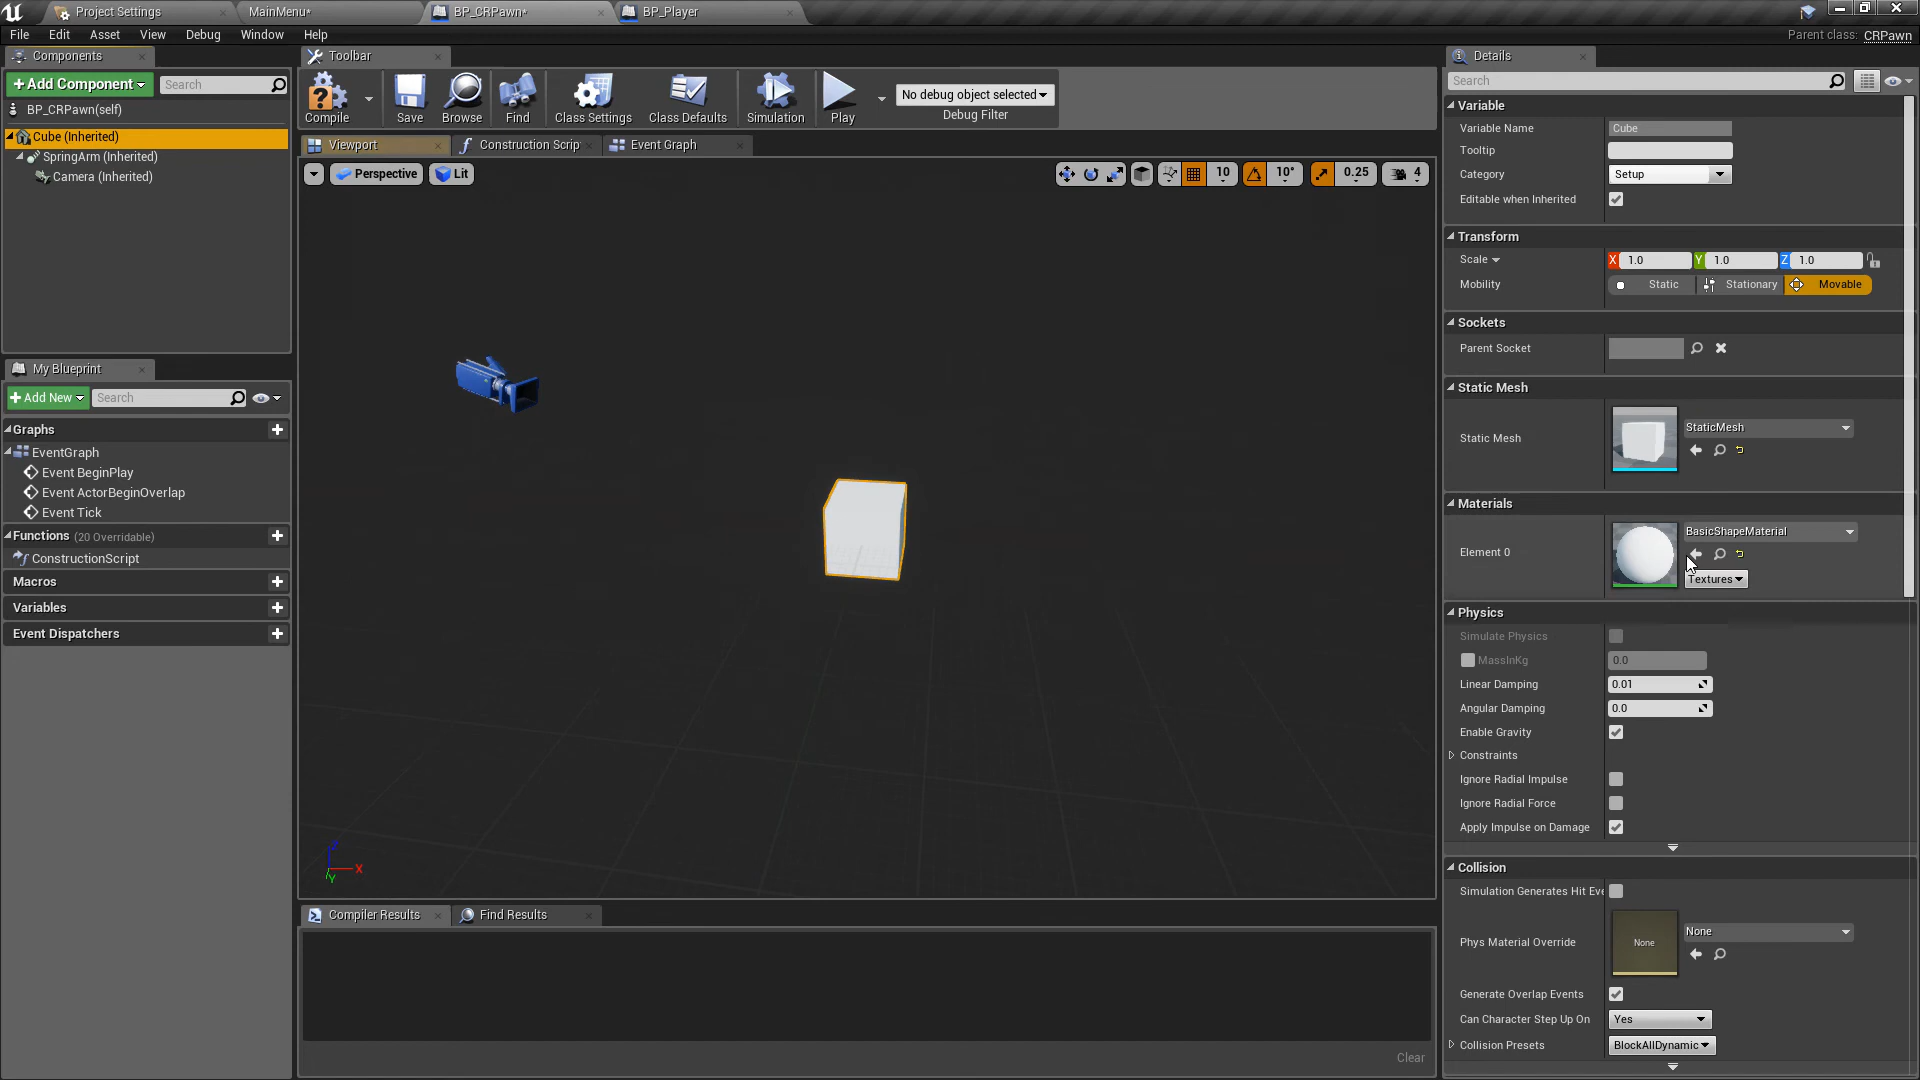 Project Settings
MainMenu*
BP_CRPawn*
BP_Player
File Edit Asset View Debug Window Help
Parent class: CRPawn
Components
Toolbar
Details
+Add Component
Search
BP_CRPawn(self)
Cube (Inherited)
SpringArm (Inherited)
Camera (Inherited)
Compile
Save
Browse
Find
Class Settings
Class Defaults
Simulation
Play
No debug object selected
Debug Filter
Viewport
Construction Scrip
Event Graph
Perspective
Lit
10
10°
0.25
4
X
Y
Z
My Blueprint
+Add New
Search
Graphs
EventGraph
Event BeginPlay
Event ActorBeginOverlap
Event Tick
Functions (20 Overridable)
ConstructionScript
Macros
Variables
Event Dispatchers
Compiler Results
Find Results
Clear
Search
Variable
Variable Name Cube
Tooltip
Category Setup
Editable when Inherited
Transform
Scale X 1.0 Y 1.0 Z 1.0
Mobility Static Stationary Movable
Sockets
Parent Socket
Static Mesh
Static Mesh StaticMesh
Materials
Element 0 BasicShapeMaterial
Textures
Physics
Simulate Physics
MassInKg 0.0
Linear Damping 0.01
Angular Damping 0.0
Enable Gravity
Constraints
Ignore Radial Impulse
Ignore Radial Force
Apply Impulse on Damage
Collision
Simulation Generates Hit Eve
Phys Material Override None None
Generate Overlap Events
Can Character Step Up On Yes
Collision Presets BlockAllDynamic